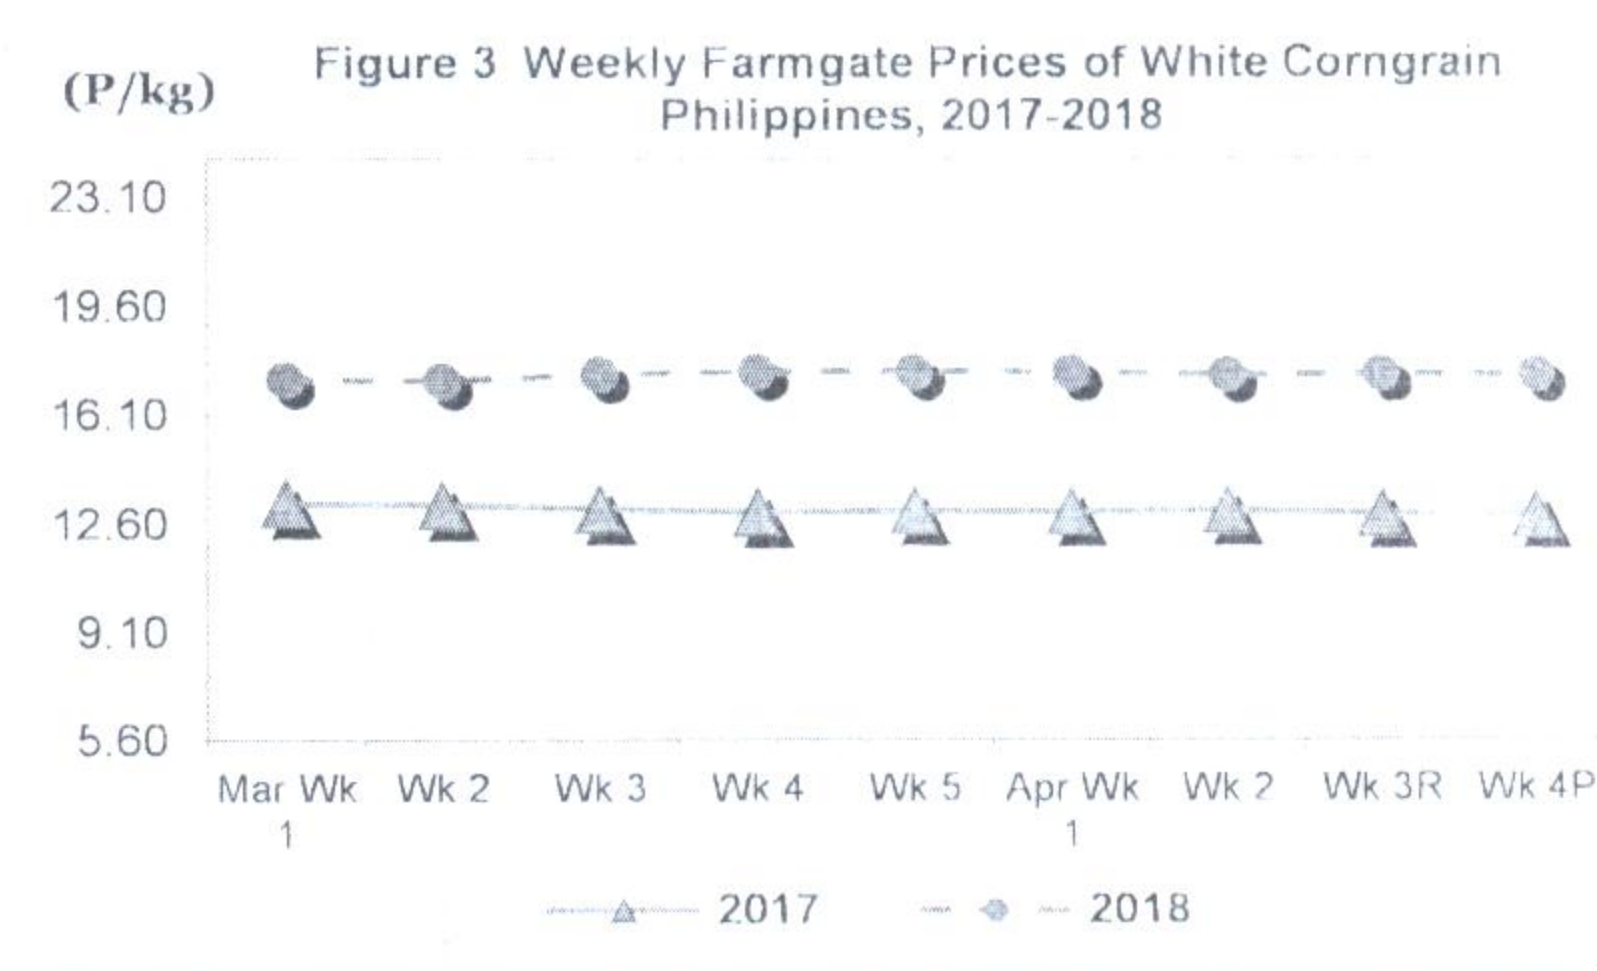 (P/kg)
Figure 3 Weekly Farmgate Prices of White Corngrain
Philippines, 2017-2018
23.10
19.60
16.10
12.60
9.10
5.60
Mar Wk 1
Wk 2
Wk 3
Wk 4
Wk 5
Apr Wk 1
Wk 2
Wk 3R
Wk 4P
2017
2018